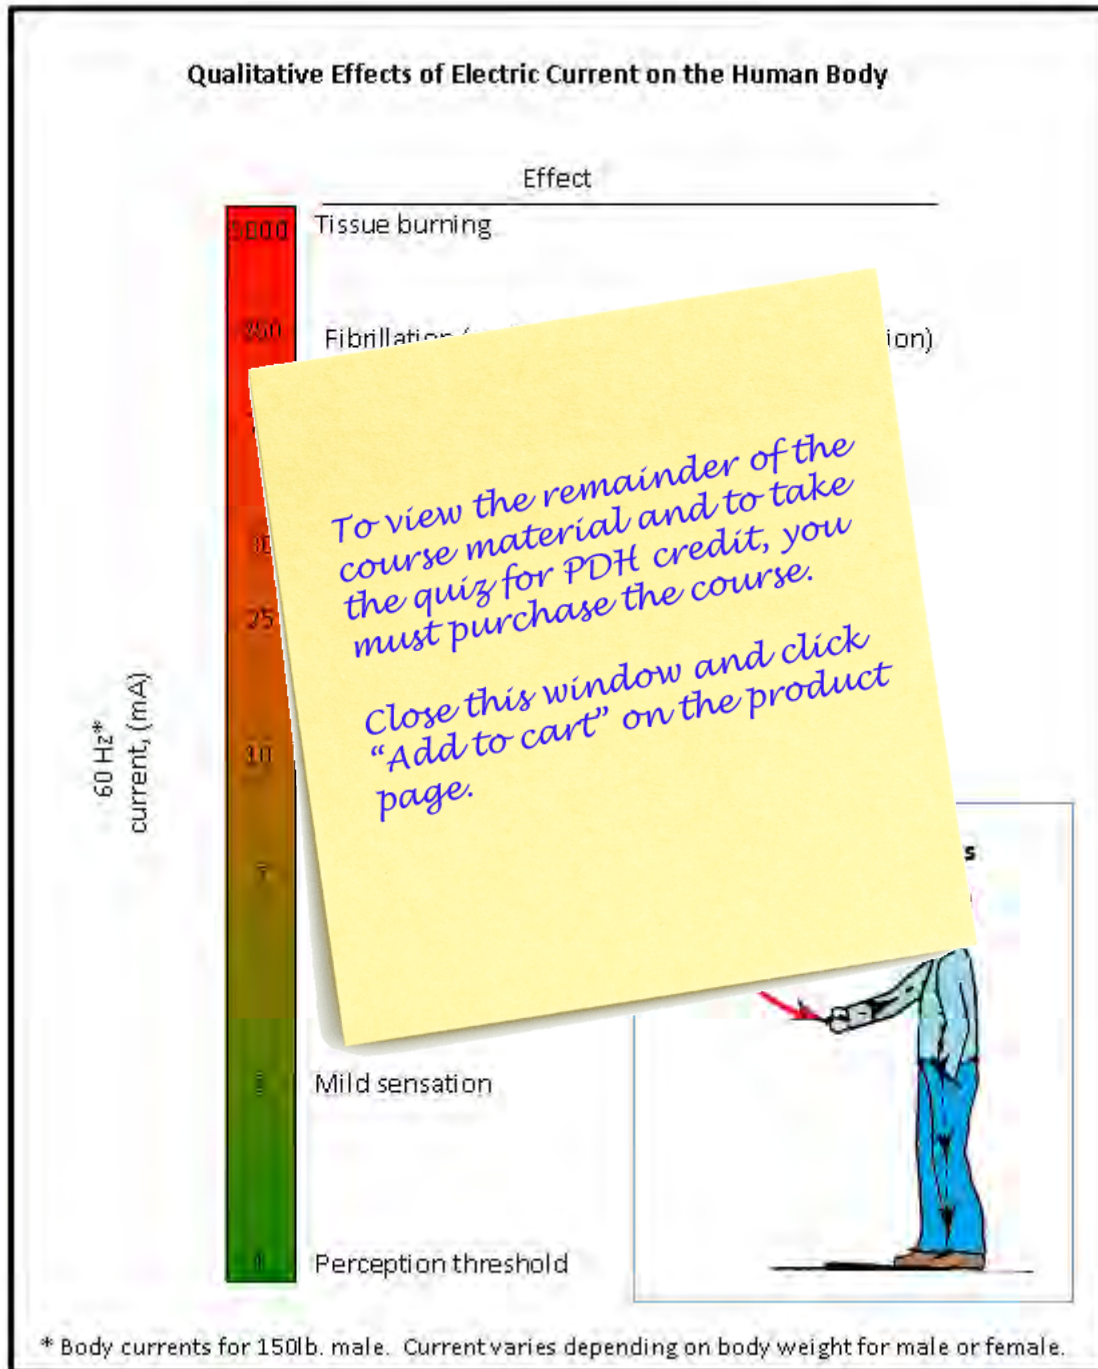 Qualitative Effects of Electric Current on the Human Body
Effect
Tissue burning
ion)
To view the remainder of the
course material and to take
the quiz for PDH credit, you
must purchase the course.
Close this window and click
“Add to cart” on the product
page.
25
60 Hz*
current, (mA)
10
7
s
Mild sensation
1
Perception threshold
* Body currents for 150lb. male. Current varies depending on body weight for male or female.